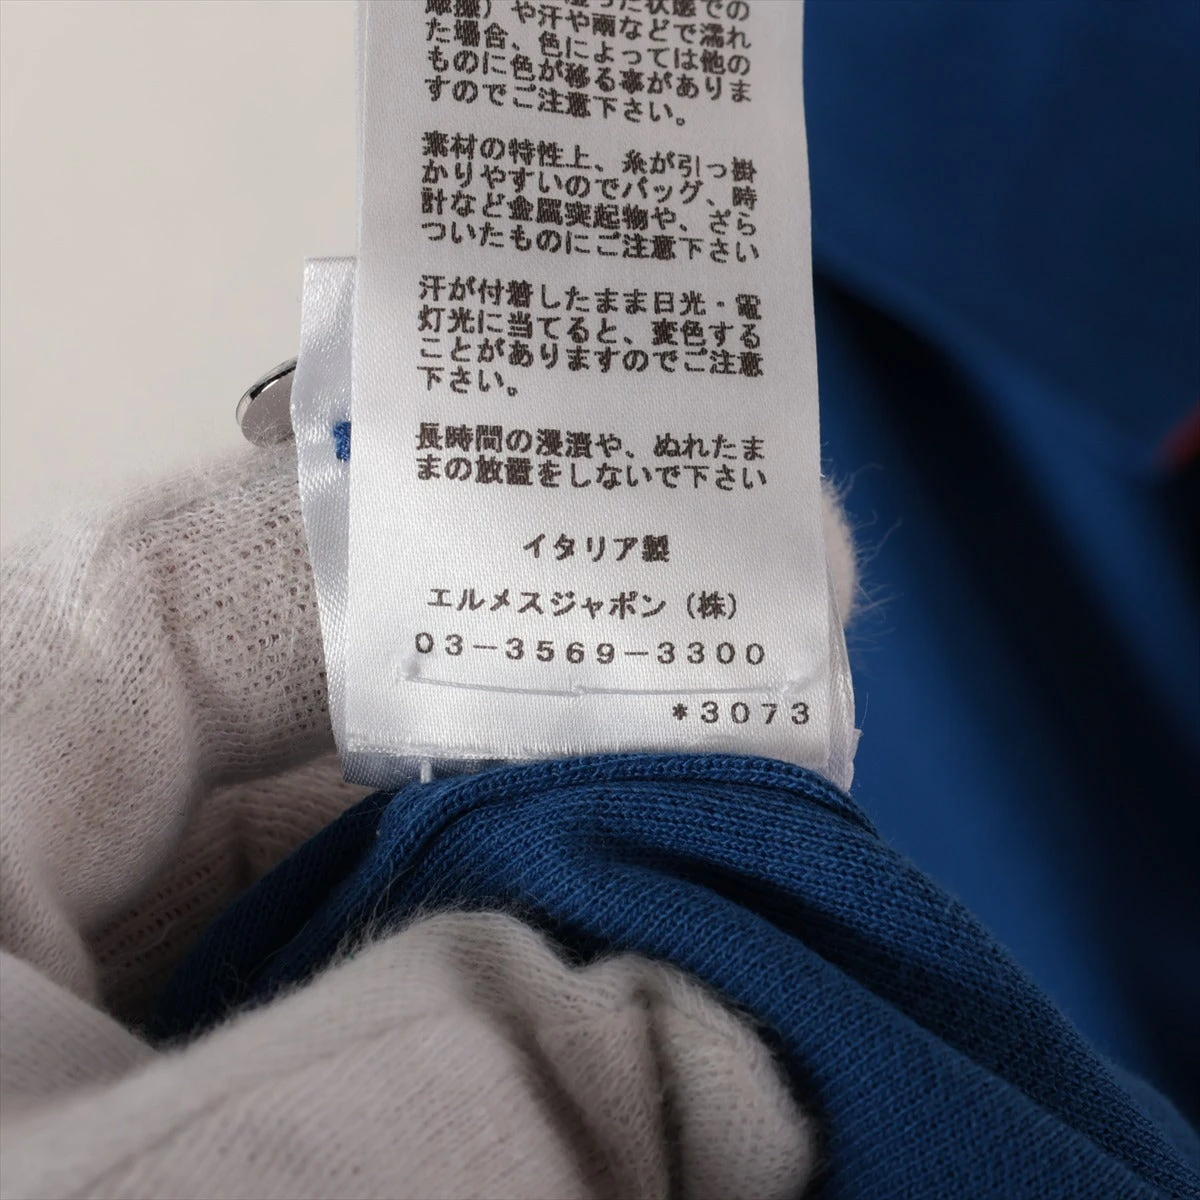 た状態での
摩擦）や汗や雨などで濡れ
た場合、色によっては他の
ものに色が移る事がありま
すのでご注意下さい。
素材の特性上、糸が引っ掛
かりやすいのでバッグ、時
計など金属突起物や、ざら
ついたものにご注意下さい
汗が付着したまま日光・電
灯光に当てると、変色する
ことがありますのでご注意
下さい。
長時間の浸漬や、ぬれたま
まの放置をしないで下さい
イタリア製
エルメスジャポン（株）
03-3569-3300
*3073